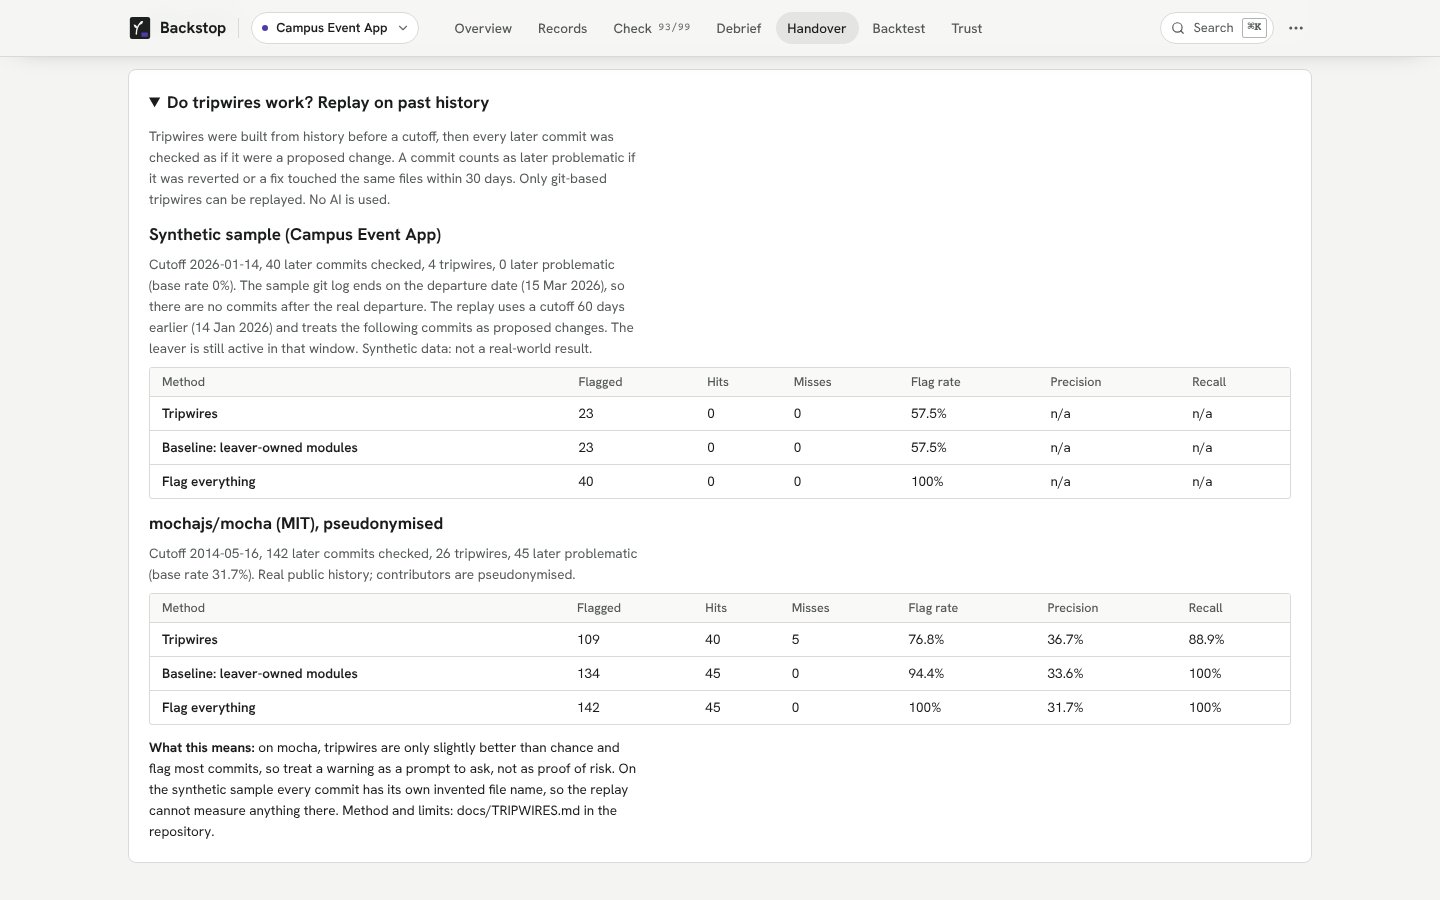 Backstop
Campus Event App
Overview
Records
Check 93/99
Debrief
Handover
Backtest
Trust
Search ⌘K
▼ Do tripwires work? Replay on past history
Tripwires were built from history before a cutoff, then every later commit was
checked as if it were a proposed change. A commit counts as later problematic if
it was reverted or a fix touched the same files within 30 days. Only git-based
tripwires can be replayed. No AI is used.
Synthetic sample (Campus Event App)
Cutoff 2026-01-14, 40 later commits checked, 4 tripwires, 0 later problematic
(base rate 0%). The sample git log ends on the departure date (15 Mar 2026), so
there are no commits after the real departure. The replay uses a cutoff 60 days
earlier (14 Jan 2026) and treats the following commits as proposed changes. The
leaver is still active in that window. Synthetic data: not a real-world result.
Method Flagged Hits Misses Flag rate Precision Recall
Tripwires 23 0 0 57.5% n/a n/a
Baseline: leaver-owned modules 23 0 0 57.5% n/a n/a
Flag everything 40 0 0 100% n/a n/a
mochajs/mocha (MIT), pseudonymised
Cutoff 2014-05-16, 142 later commits checked, 26 tripwires, 45 later problematic
(base rate 31.7%). Real public history; contributors are pseudonymised.
Method Flagged Hits Misses Flag rate Precision Recall
Tripwires 109 40 5 76.8% 36.7% 88.9%
Baseline: leaver-owned modules 134 45 0 94.4% 33.6% 100%
Flag everything 142 45 0 100% 31.7% 100%
What this means: on mocha, tripwires are only slightly better than chance and
flag most commits, so treat a warning as a prompt to ask, not as proof of risk. On
the synthetic sample every commit has its own invented file name, so the replay
cannot measure anything there. Method and limits: docs/TRIPWIRES.md in the
repository.